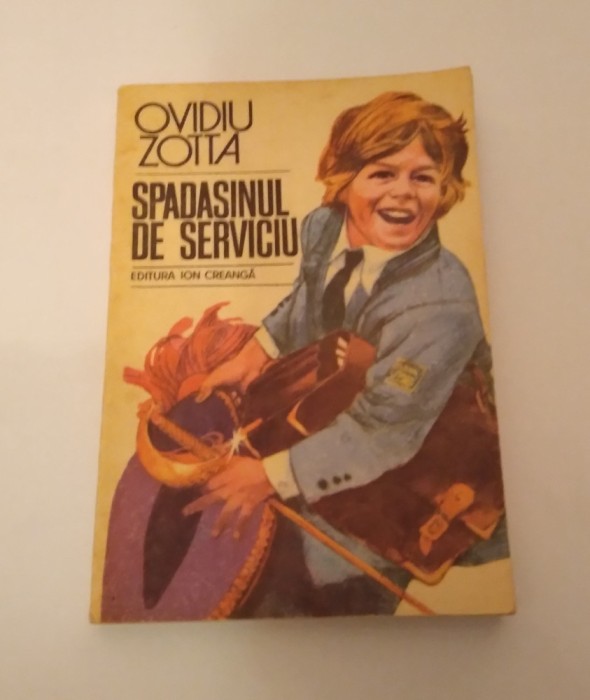 OVIDIU
ZOTTA
SPADASINUL
DE SERVICIU
EDITURA ION CREANGĂ